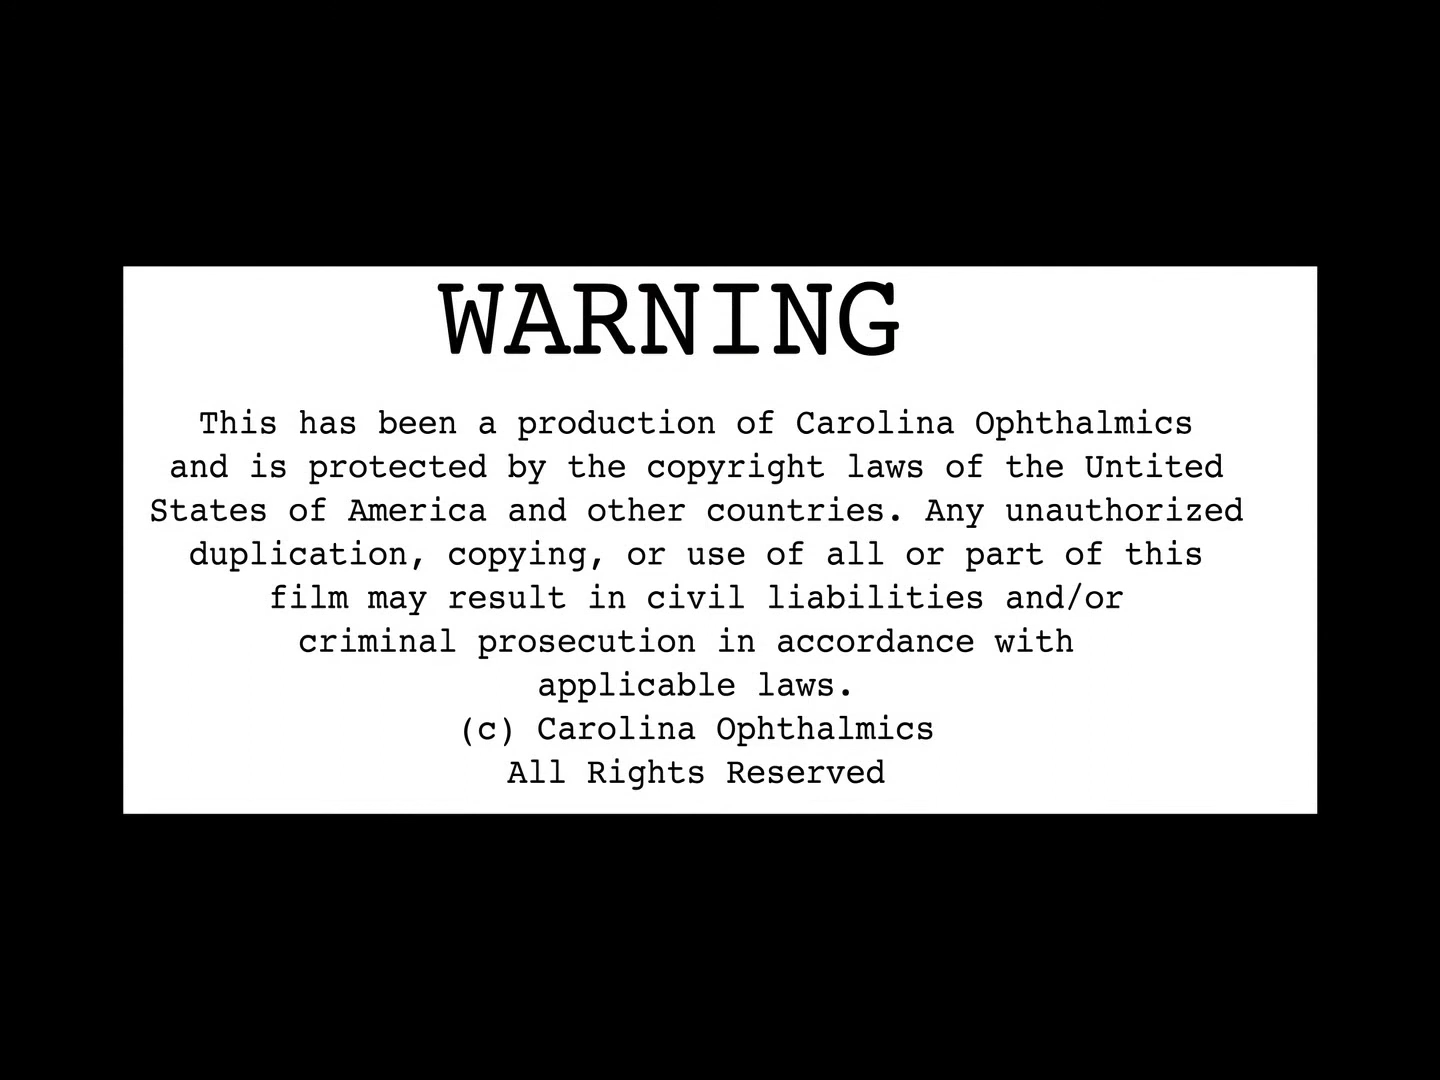 WARNING
This has been a production of Carolina Ophthalmics
and is protected by the copyright laws of the Untited
States of America and other countries. Any unauthorized
duplication, copying, or use of all or part of this
film may result in civil liabilities and/or
criminal prosecution in accordance with
applicable laws.
(c) Carolina Ophthalmics
All Rights Reserved